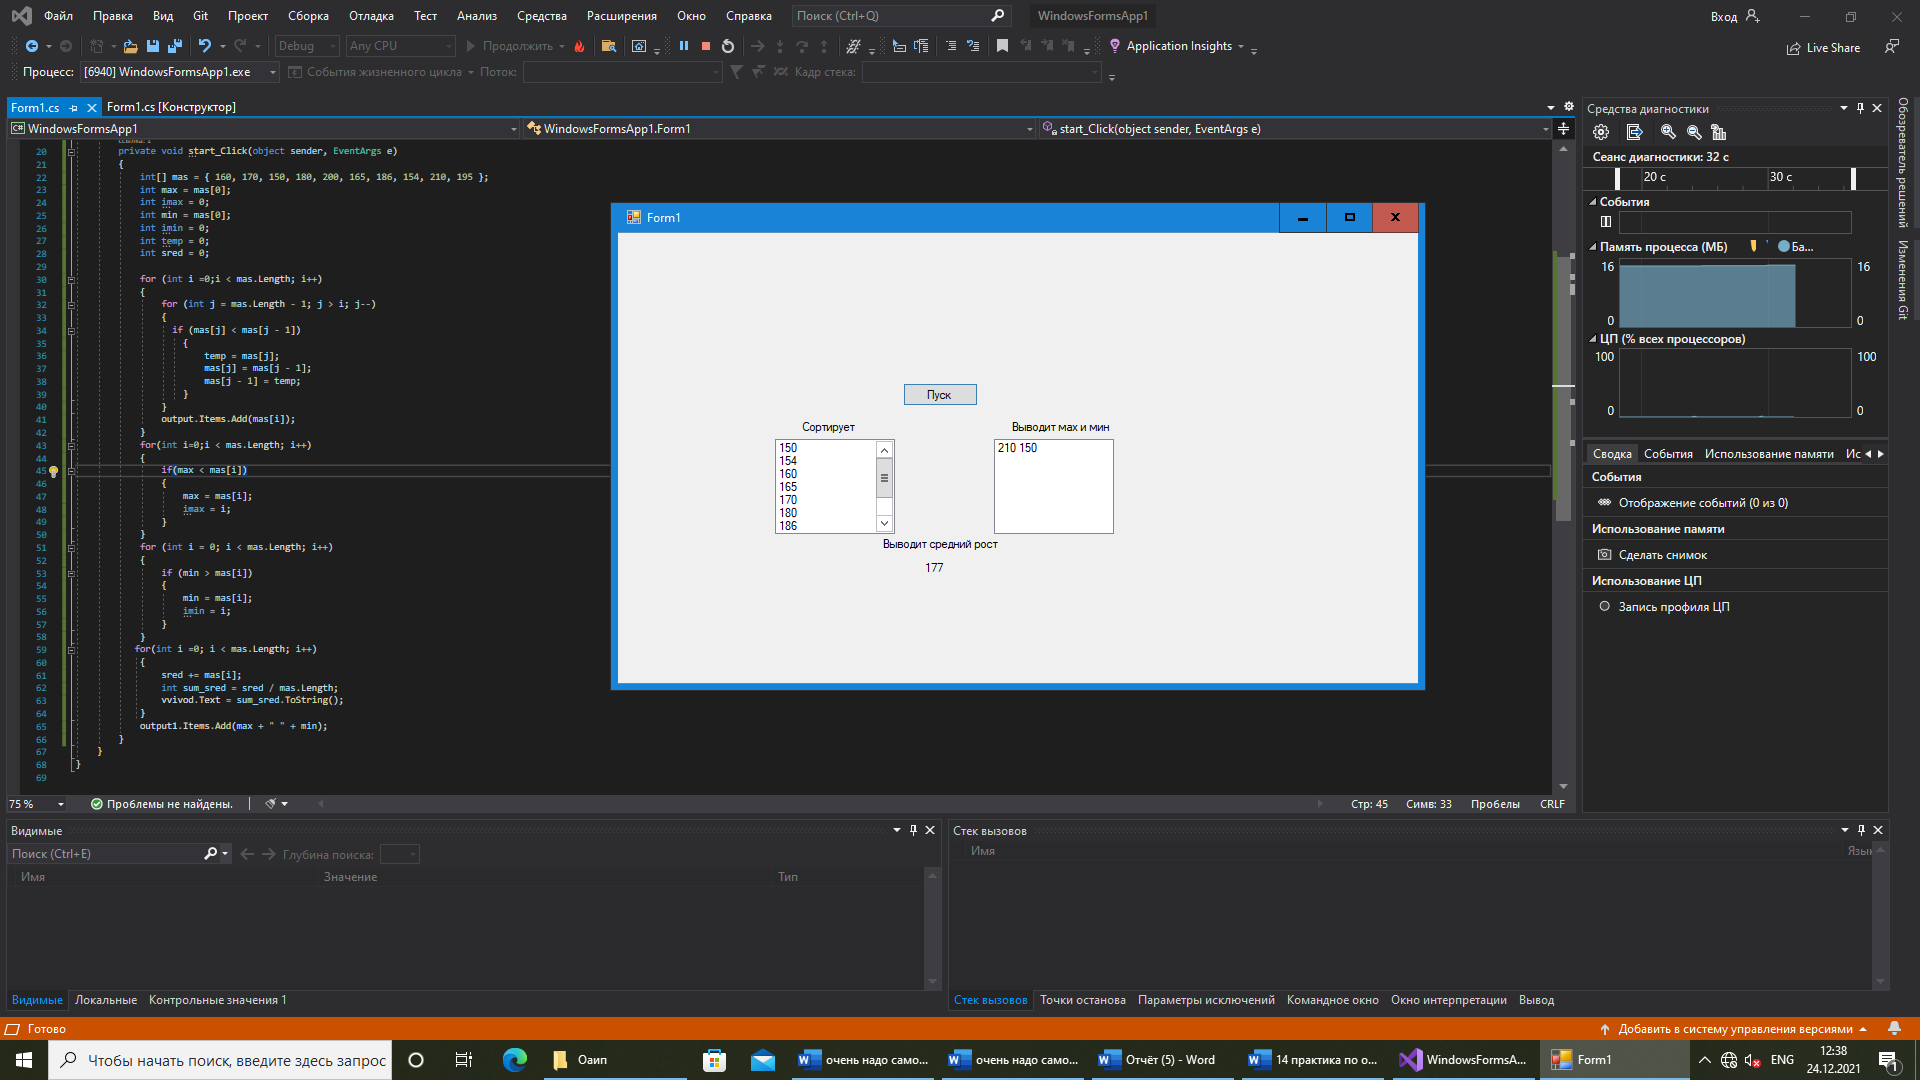 Файл Правка Вид Git Проект Сборка Отладка Тест Анализ Средства Расширения Окно Справка Поиск (Ctrl+Q) WindowsFormsApp1 Вход
Debug Any CPU Продолжить Application Insights Live Share
Процесс: [6940] WindowsFormsApp1.exe События жизненного цикла Поток: Кадр стека:
Form1.cs Form1.cs [Конструктор]
WindowsFormsApp1 WindowsFormsApp1.Form1 start_Click(object sender, EventArgs e)
20 private void start_Click(object sender, EventArgs e)
21 {
22 int[] mas = { 160, 170, 150, 180, 200, 165, 186, 154, 210, 195 };
23 int max = mas[0];
24 int imax = 0;
25 int min = mas[0];
26 int imin = 0;
27 int temp = 0;
28 int sred = 0;
29
30 for (int i =0;i < mas.Length; i++)
31 {
32 for (int j = mas.Length - 1; j > i; j--)
33 {
34 if (mas[j] < mas[j - 1])
35 {
36 temp = mas[j];
37 mas[j] = mas[j - 1];
38 mas[j - 1] = temp;
39 }
40 }
41 output.Items.Add(mas[i]);
42 }
43 for(int i=0;i < mas.Length; i++)
44 {
45 if(max < mas[i])
46 {
47 max = mas[i];
48 imax = i;
49 }
50 }
51 for (int i = 0; i < mas.Length; i++)
52 {
53 if (min > mas[i])
54 {
55 min = mas[i];
56 imin = i;
57 }
58 }
59 for(int i =0; i < mas.Length; i++)
60 {
61 sred += mas[i];
62 int sum_sred = sred / mas.Length;
63 vvivod.Text = sum_sred.ToString();
64 }
65 output1.Items.Add(max + " " + min);
66 }
67 }
68 }
69
75 % Проблемы не найдены. Стр: 45 Симв: 33 Пробелы CRLF
Form1
Пуск
Сортирует
150
154
160
165
170
180
186
Выводит мах и мин
210 150
Выводит средний рост
177
Средства диагностики
Сеанс диагностики: 32 с
20 с 30 с
События
Память процесса (МБ) Ба...
16 16
0 0
ЦП (% всех процессоров)
100 100
0 0
Сводка События Использование памяти Ис
События
Отображение событий (0 из 0)
Использование памяти
Сделать снимок
Использование ЦП
Запись профиля ЦП
Обозреватель решений
Изменения Git
Видимые
Поиск (Ctrl+E) Глубина поиска:
Имя Значение Тип
Видимые Локальные Контрольные значения 1
Стек вызовов
Имя Язык
Стек вызовов Точки останова Параметры исключений Командное окно Окно интерпретации Вывод
Готово Добавить в систему управления версиями
Чтобы начать поиск, введите здесь запрос Оаип очень надо само... очень надо само... Отчёт (5) - Word 14 практика по о... WindowsFormsA... Form1 ENG 12:38
24.12.2021 1